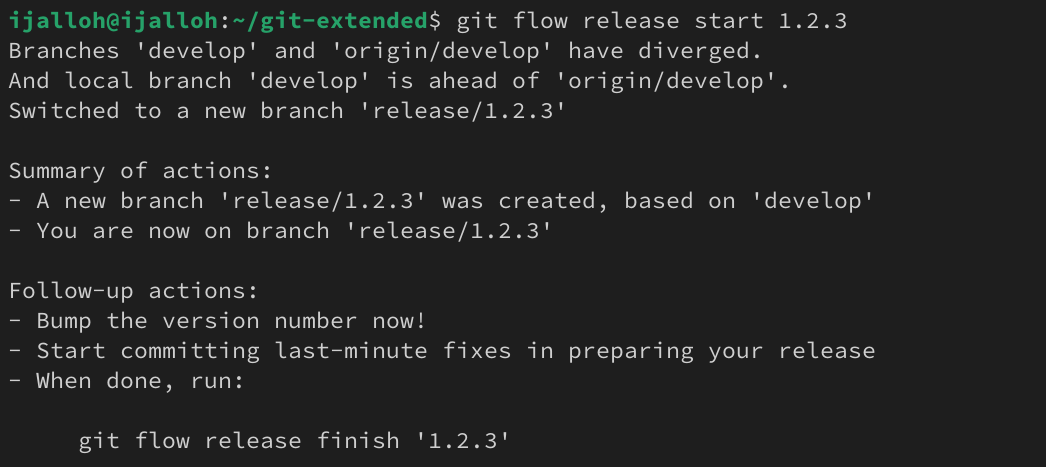 ijalloh@ijalloh:~/git-extended$ git flow release start 1.2.3
Branches 'develop' and 'origin/develop' have diverged.
And local branch 'develop' is ahead of 'origin/develop'.
Switched to a new branch 'release/1.2.3'

Summary of actions:
- A new branch 'release/1.2.3' was created, based on 'develop'
- You are now on branch 'release/1.2.3'

Follow-up actions:
- Bump the version number now!
- Start committing last-minute fixes in preparing your release
- When done, run:

     git flow release finish '1.2.3'